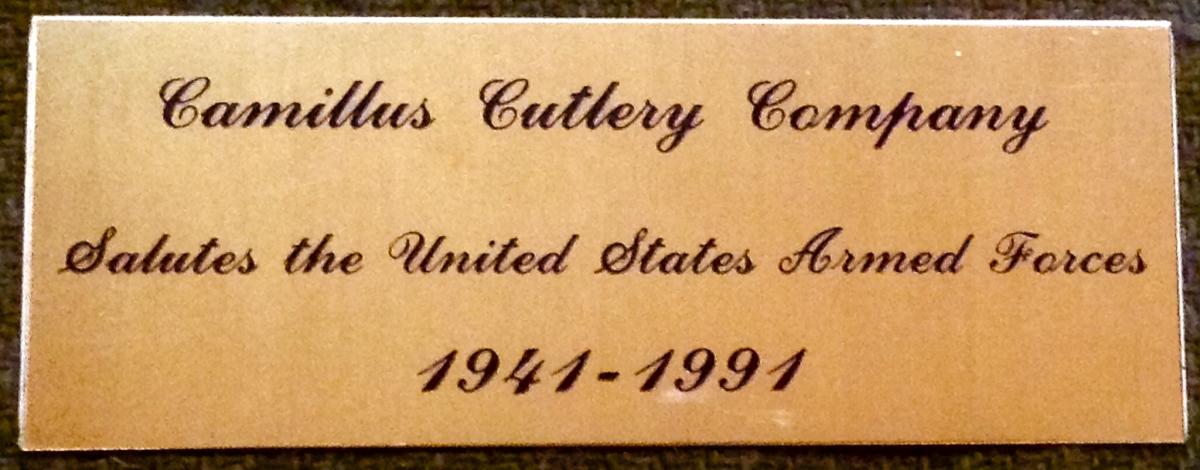 Camillus Cutlery Company
Salutes the United States Armed Forces
1941-1991